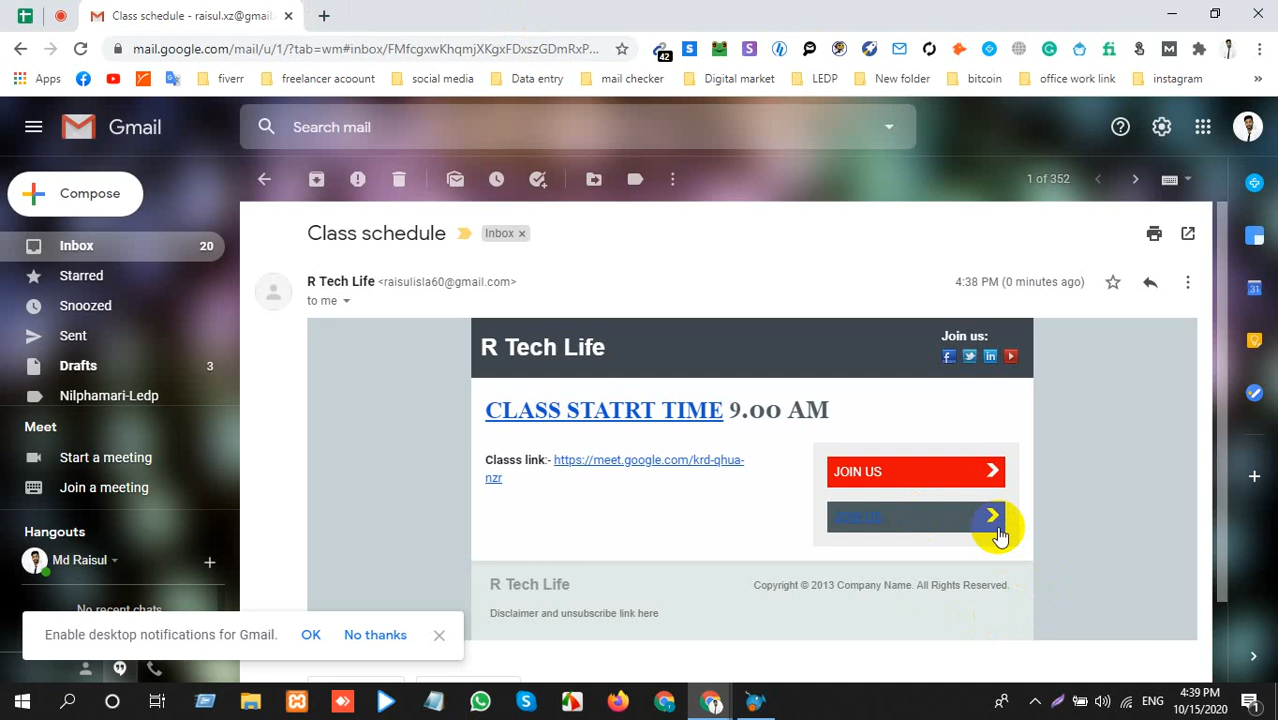 Class schedule - raisul.xz@gmail.
mail.google.com/mail/u/1/?tab=wm#inbox/FMfcgxwKhqmjXKgxFDxszGDmRxP...
42
Apps
fiverr
freelancer acoount
social media
Data entry
mail checker
Digital market
LEDP
New folder
bitcoin
office work link
instagram
Gmail
Search mail
Compose
1 of 352
Inbox 20
Starred
Snoozed
Sent
Drafts 3
Nilphamari-Ledp
Meet
Start a meeting
Join a meeting
Hangouts
Md Raisul
No recent chats
Class schedule
Inbox x
R Tech Life <raisulisla60@gmail.com>
4:38 PM (0 minutes ago)
to me
R Tech Life
Join us:
CLASS STATRT TIME 9.00 AM
Classs link:- https://meet.google.com/krd-qhua-
nzr
JOIN US
R Tech Life
Copyright © 2013 Company Name. All Rights Reserved.
Disclaimer and unsubscribe link here
Enable desktop notifications for Gmail.
OK
No thanks
ENG
4:39 PM
10/15/2020